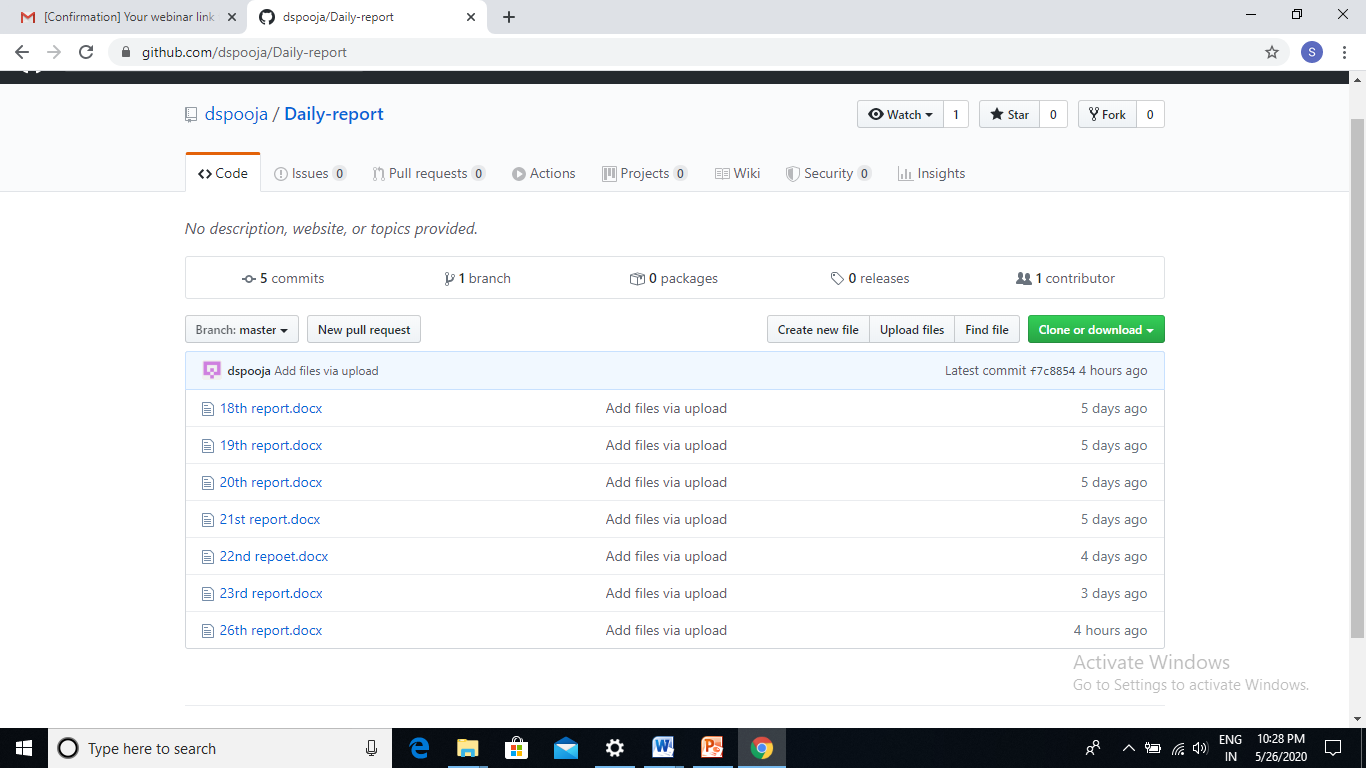 [Confirmation] Your webinar link
dspooja/Daily-report
github.com/dspooja/Daily-report
S
dspooja / Daily-report
Watch 1 Star 0 Fork 0
Code Issues 0 Pull requests 0 Actions Projects 0 Wiki Security 0 Insights
No description, website, or topics provided.
5 commits 1 branch 0 packages 0 releases 1 contributor
Branch: master New pull request Create new file Upload files Find file Clone or download
dspooja Add files via upload Latest commit f7c8854 4 hours ago
18th report.docx Add files via upload 5 days ago
19th report.docx Add files via upload 5 days ago
20th report.docx Add files via upload 5 days ago
21st report.docx Add files via upload 5 days ago
22nd repoet.docx Add files via upload 4 days ago
23rd report.docx Add files via upload 3 days ago
26th report.docx Add files via upload 4 hours ago
Activate Windows
Go to Settings to activate Windows.
Type here to search
ENG
IN
10:28 PM
5/26/2020